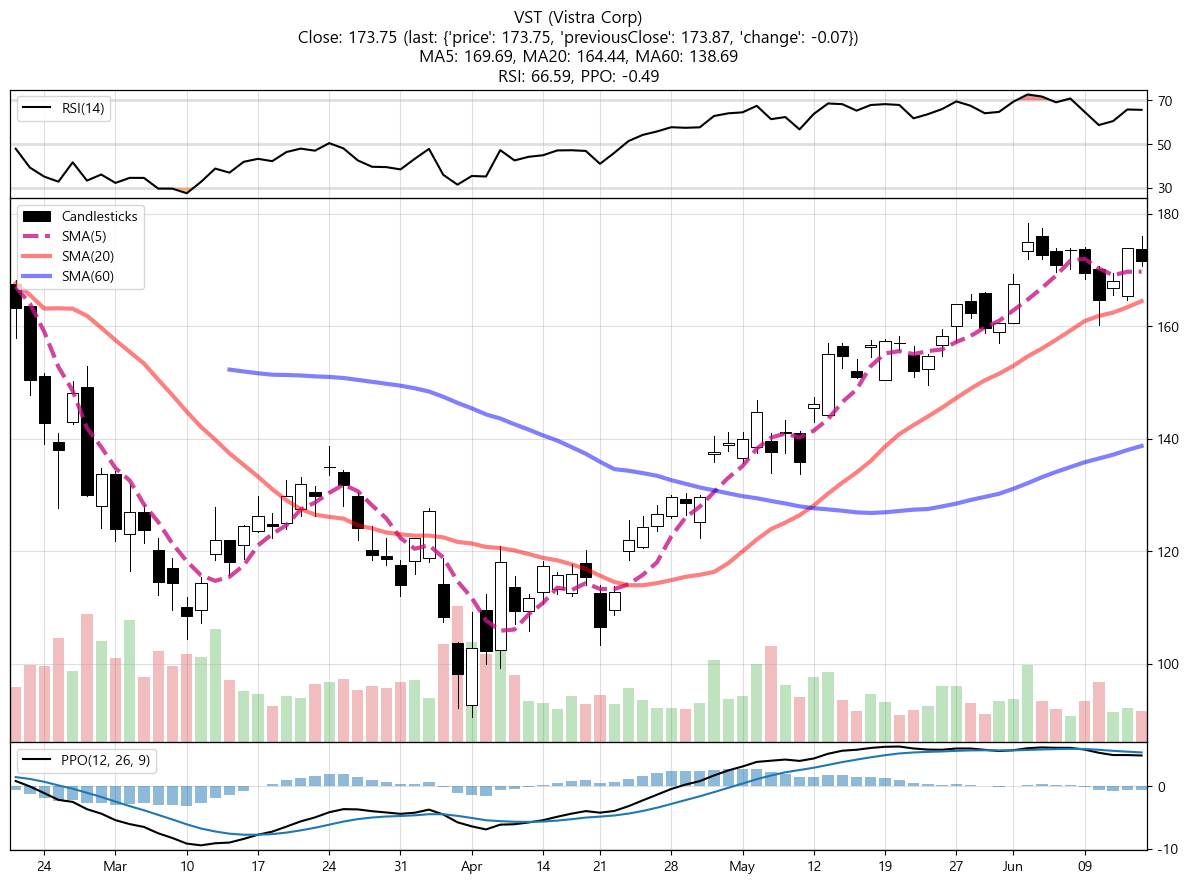 VST (Vistra Corp)
Close: 173.75 (last: {'price': 173.75, 'previousClose': 173.87, 'change': -0.07})
MA5: 169.69, MA20: 164.44, MA60: 138.69
RSI: 66.59, PPO: -0.49
RSI(14)
70
50
30
Candlesticks
SMA(5)
SMA(20)
SMA(60)
180
160
140
120
100
PPO(12, 26, 9)
0
-10
24 Mar 10 17 24 31 Apr 14 21 28 May 12 19 27 Jun 09